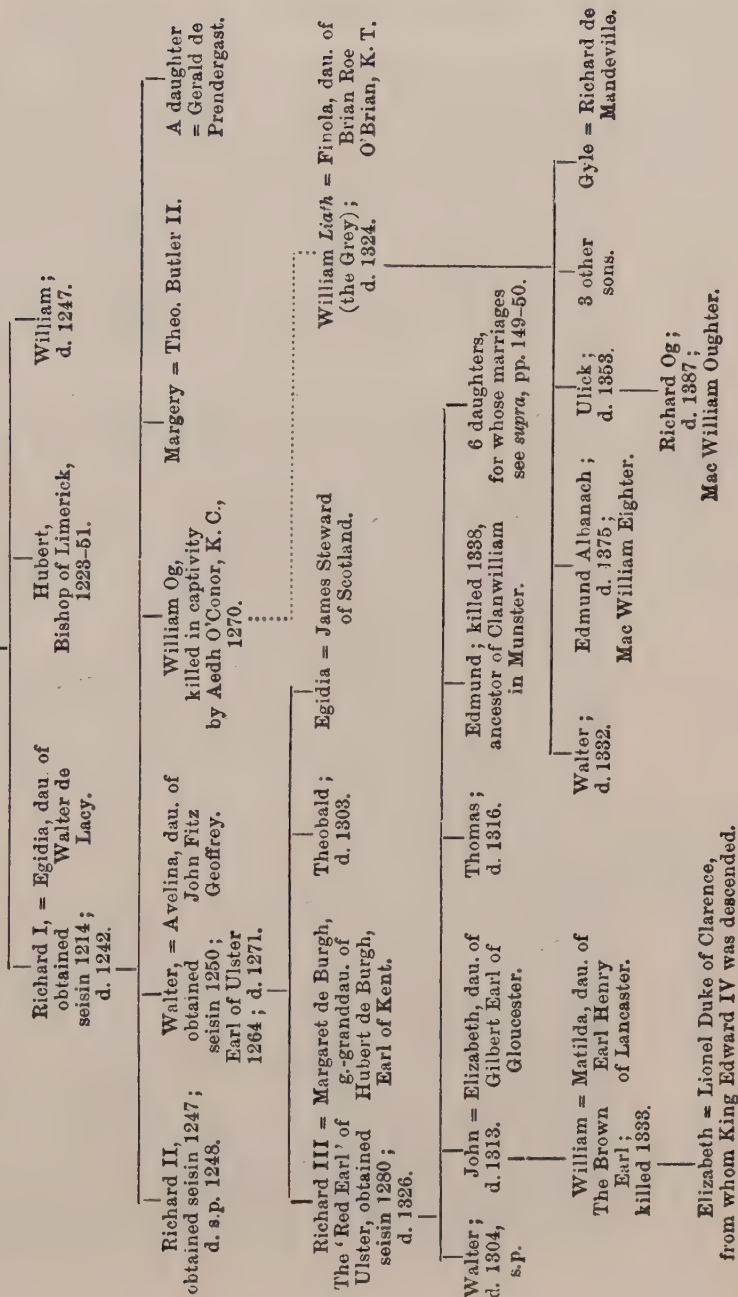 Richard I, = Egidia, dau. of
obtained Walter de
seisin 1214; Lacy.
d. 1242.
Hubert,
Bishop of Limerick,
1223–51.
William;
d. 1247.
Richard II,
obtained seisin 1247;
d. s.p. 1248.
Walter, = Avelina, dau. of
obtained John Fitz
seisin 1250; Geoffrey.
Earl of Ulster
1264; d. 1271.
William Og,
killed in captivity
by Aedh O'Conor, K. C.,
1270.
Margery = Theo. Butler II.
A daughter
= Gerald de
Prendergast.
Richard III = Margaret de Burgh,
The 'Red Earl' of g.-granddau. of
Ulster, obtained Hubert de Burgh,
seisin 1280; Earl of Kent.
d. 1326.
Theobald;
d. 1303.
Egidia = James Steward
of Scotland.
William Liath = Finola, dau. of
(the Grey); Brian Roe
d. 1324. O'Brian, K. T.
Walter;
d. 1304,
s.p.
John = Elizabeth, dau. of
d. 1313. Gilbert Earl of
Gloucester.
Thomas;
d. 1316.
Edmund; killed 1338,
ancestor of Clanwilliam
in Munster.
6 daughters,
for whose marriages
see supra, pp. 149–50.
William = Matilda, dau. of
The Brown Earl Henry
Earl; of Lancaster.
killed 1333.
Walter;
d. 1332.
Edmund Albanach;
d. 1375;
Mac William Eighter.
Ulick;
d. 1353.
3 other
sons.
Gyle = Richard de
Mandeville.
Elizabeth = Lionel Duke of Clarence,
from whom King Edward IV was descended.
Richard Og;
d. 1387;
Mac William Oughter.